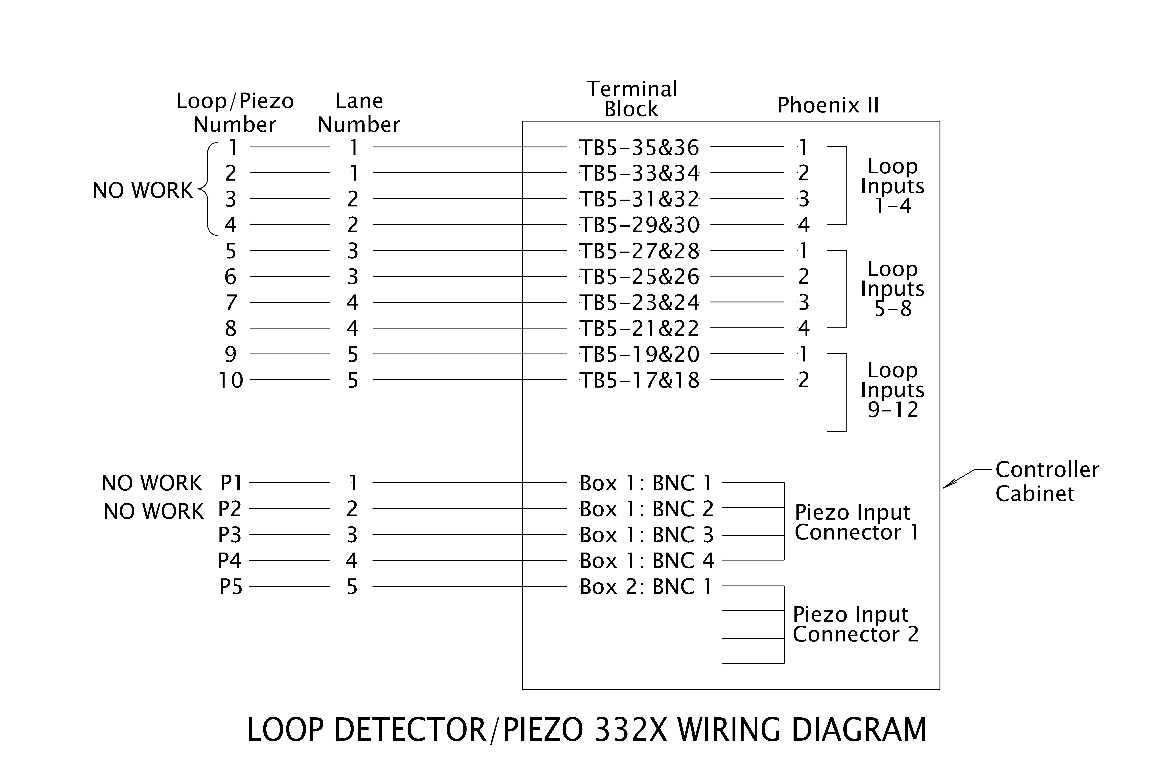 Loop/Piezo Number
Lane Number
Terminal Block
Phoenix II
1 1 TB5-35&36 1
2 1 TB5-33&34 2
3 2 TB5-31&32 3
4 2 TB5-29&30 4
NO WORK
Loop Inputs 1-4
5 3 TB5-27&28 1
6 3 TB5-25&26 2
7 4 TB5-23&24 3
8 4 TB5-21&22 4
Loop Inputs 5-8
9 5 TB5-19&20 1
10 5 TB5-17&18 2
Loop Inputs 9-12
NO WORK P1 1 Box 1: BNC 1
NO WORK P2 2 Box 1: BNC 2
P3 3 Box 1: BNC 3
P4 4 Box 1: BNC 4
Piezo Input
Connector 1
P5 5 Box 2: BNC 1
Piezo Input
Connector 2
Controller
Cabinet
LOOP DETECTOR/PIEZO 332X WIRING DIAGRAM